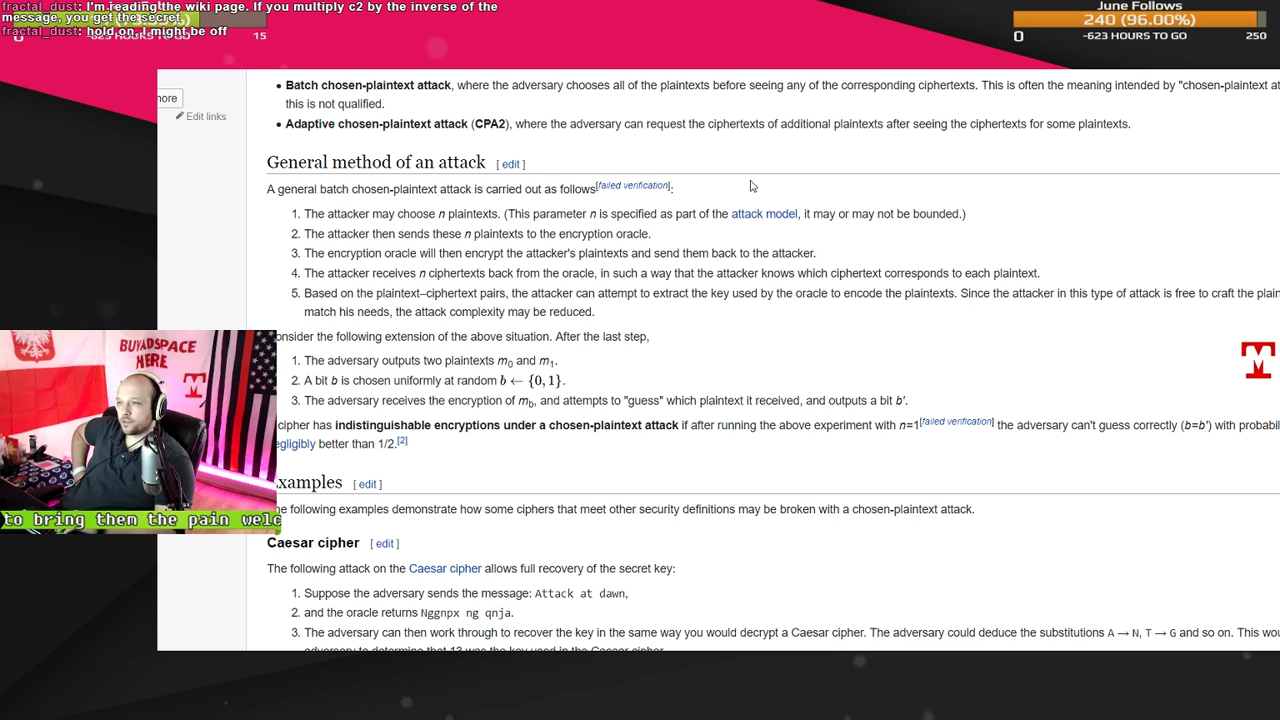 fractal_dust: I'm reading the wiki page. If you multiply c2 by the inverse of the
message, you get the secret
fractal_dust: hold on, I might be off
-623 HOURS TO GO
15
June Follows
240 (96.00%)
0
-623 HOURS TO GO
250
more
Edit links
• Batch chosen-plaintext attack, where the adversary chooses all of the plaintexts before seeing any of the corresponding ciphertexts. This is often the meaning intended by "chosen-plaintext at
this is not qualified.
• Adaptive chosen-plaintext attack (CPA2), where the adversary can request the ciphertexts of additional plaintexts after seeing the ciphertexts for some plaintexts.
General method of an attack [ edit ]
A general batch chosen-plaintext attack is carried out as follows[failed verification]:
1. The attacker may choose n plaintexts. (This parameter n is specified as part of the attack model, it may or may not be bounded.)
2. The attacker then sends these n plaintexts to the encryption oracle.
3. The encryption oracle will then encrypt the attacker's plaintexts and send them back to the attacker.
4. The attacker receives n ciphertexts back from the oracle, in such a way that the attacker knows which ciphertext corresponds to each plaintext.
5. Based on the plaintext–ciphertext pairs, the attacker can attempt to extract the key used by the oracle to encode the plaintexts. Since the attacker in this type of attack is free to craft the plain
match his needs, the attack complexity may be reduced.
onsider the following extension of the above situation. After the last step,
1. The adversary outputs two plaintexts m0 and m1.
2. A bit b is chosen uniformly at random b ← {0, 1}.
3. The adversary receives the encryption of mb, and attempts to "guess" which plaintext it received, and outputs a bit b'.
cipher has indistinguishable encryptions under a chosen-plaintext attack if after running the above experiment with n=1[failed verification] the adversary can't guess correctly (b=b') with probabi
egligibly better than 1/2.[2]
xamples [ edit ]
e following examples demonstrate how some ciphers that meet other security definitions may be broken with a chosen-plaintext attack.
Caesar cipher [ edit ]
The following attack on the Caesar cipher allows full recovery of the secret key:
1. Suppose the adversary sends the message: Attack at dawn,
2. and the oracle returns Nggnpx ng qnja.
3. The adversary can then work through to recover the key in the same way you would decrypt a Caesar cipher. The adversary could deduce the substitutions A → N, T → G and so on. This wou
adversary to determine that 13 was the key used in the Caesar cipher.
BUY ADSPACE
HERE
to bring them the pain welc